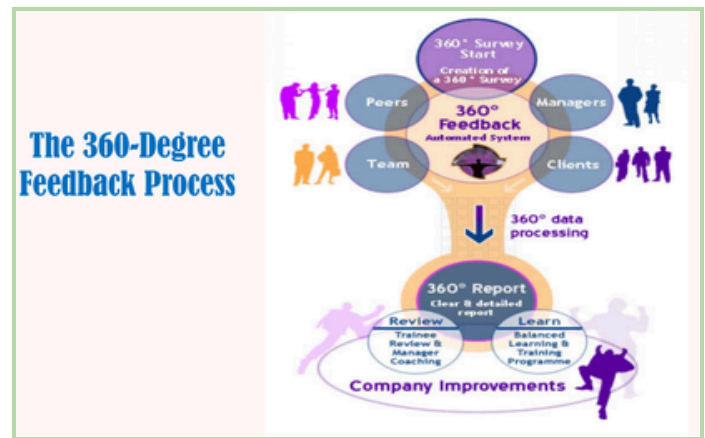 The 360-Degree
Feedback Process
360° Survey
Start
Creation of
a 360° Survey
Peers
Managers
360°
Feedback
Automated System
Team
Clients
360° data
processing
360° Report
Clear & detailed
report
Review
Learn
Trainee
Review &
Manager
Coaching
Balanced
Learning &
Training
Programme
Company Improvements